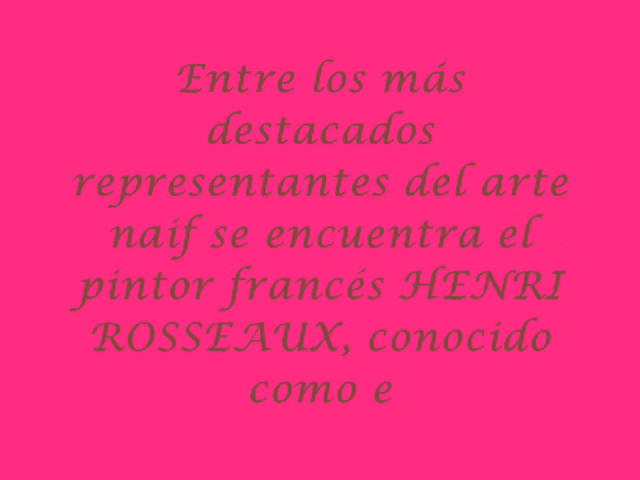 Entre los más
destacados
representantes del arte
naif se encuentra el
pintor francés HENRI
ROSSEAUX, conocido
como e